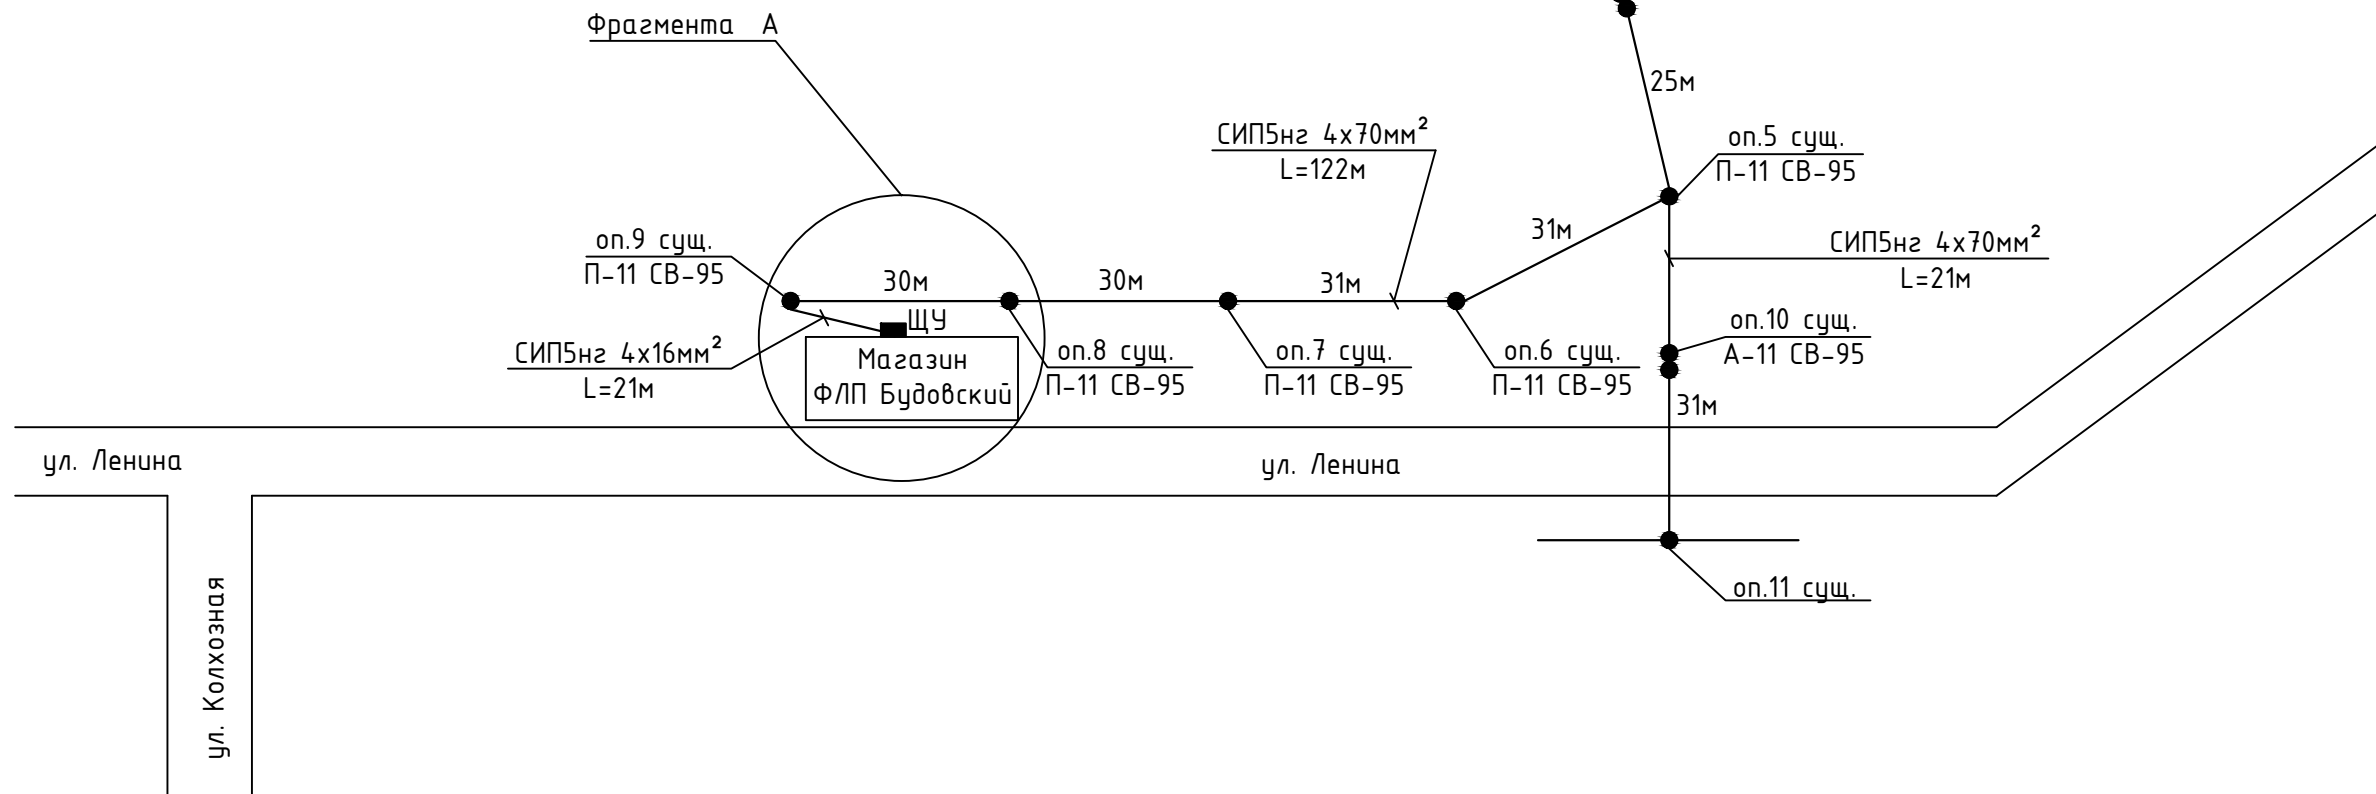 Фрагмента А
25м
СИП5нг 4х70мм²
L=122м
оп.5 сущ.
П-11 СВ-95
31м
оп.9 сущ.
П-11 СВ-95
30м
30м
31м
СИП5нг 4х70мм²
L=21м
ЩУ
СИП5нг 4х16мм²
L=21м
Магазин
ФЛП Будовский
оп.8 сущ.
П-11 СВ-95
оп.7 сущ.
П-11 СВ-95
оп.6 сущ.
П-11 СВ-95
оп.10 сущ.
А-11 СВ-95
31м
ул. Ленина
ул. Ленина
оп.11 сущ.
ул. Колхозная